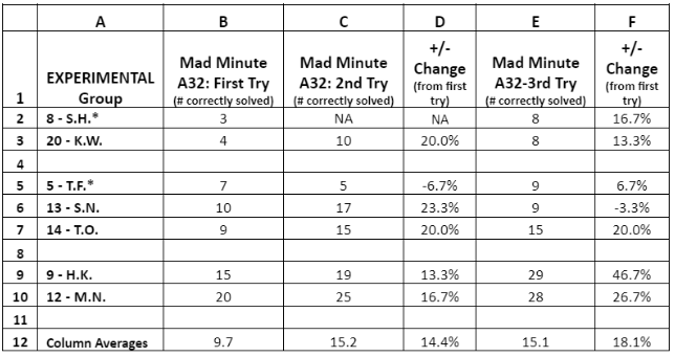 A B C D E F
1 EXPERIMENTAL Group Mad Minute A32: First Try (# correctly solved) Mad Minute A32: 2nd Try (# correctly solved) +/- Change (from first try) Mad Minute A32-3rd Try (# correctly solved) +/- Change (from first try)
2 8 - S.H.* 3 NA NA 8 16.7%
3 20 - K.W. 4 10 20.0% 8 13.3%
4
5 5 - T.F.* 7 5 -6.7% 9 6.7%
6 13 - S.N. 10 17 23.3% 9 -3.3%
7 14 - T.O. 9 15 20.0% 15 20.0%
8
9 9 - H.K. 15 19 13.3% 29 46.7%
10 12 - M.N. 20 25 16.7% 28 26.7%
11
12 Column Averages 9.7 15.2 14.4% 15.1 18.1%